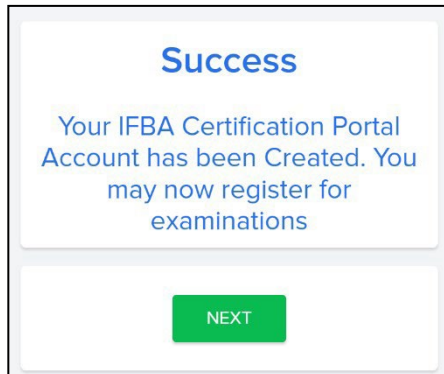 Success
Your IFBA Certification Portal
Account has been Created. You
may now register for
examinations
NEXT